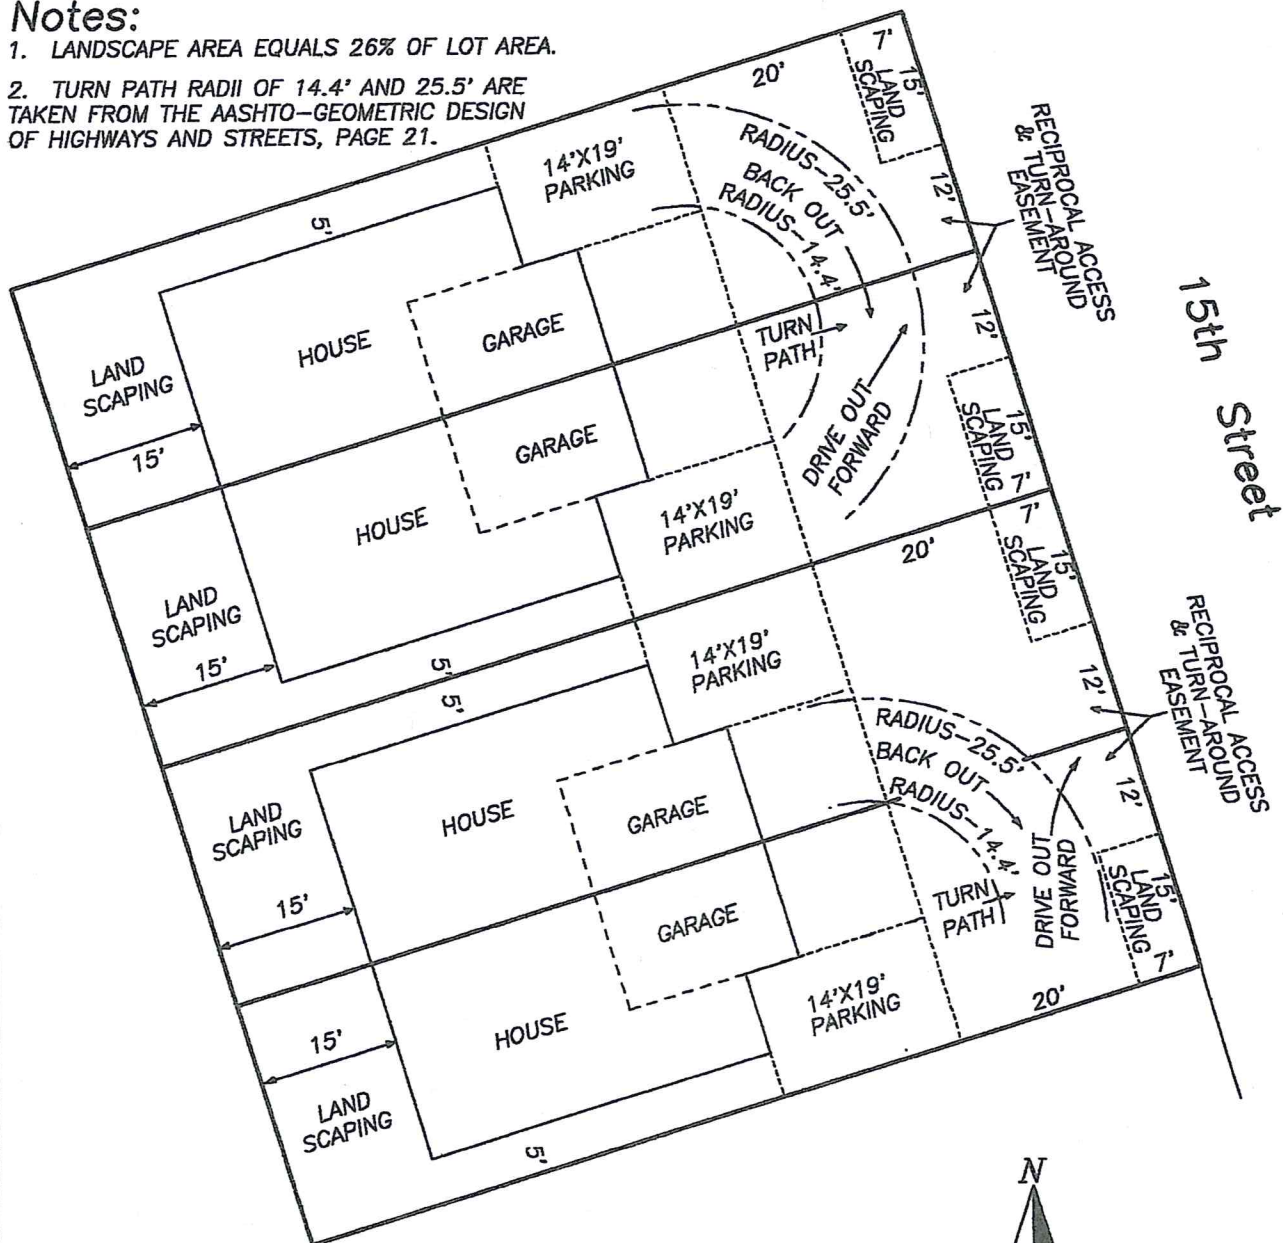 Notes:
1. LANDSCAPE AREA EQUALS 26% OF LOT AREA.
2. TURN PATH RADII OF 14.4' AND 25.5' ARE
TAKEN FROM THE AASHTO-GEOMETRIC DESIGN
OF HIGHWAYS AND STREETS, PAGE 21.
7'
20'
15'
LAND
SCAPING
RECIPROCAL ACCESS
& TURN-AROUND
EASEMENT
14'X19'
PARKING
RADIUS-25.5'
BACK OUT
RADIUS-14.4'
12'
5'
15th Street
HOUSE
GARAGE
TURN
PATH
12'
LAND
SCAPING
15'
GARAGE
DRIVE OUT
FORWARD
15'
LAND
SCAPING
7'
HOUSE
14'X19'
PARKING
7'
20'
15'
LAND
SCAPING
LAND
SCAPING
15'
5'
5'
14'X19'
PARKING
12'
RECIPROCAL ACCESS
& TURN-AROUND
EASEMENT
RADIUS-25.5'
BACK OUT
RADIUS-14.4'
12'
LAND
SCAPING
HOUSE
GARAGE
15'
DRIVE OUT
FORWARD
15'
LAND
SCAPING
7'
TURN
PATH
GARAGE
14'X19'
PARKING
20'
HOUSE
15'
LAND
SCAPING
5'
N